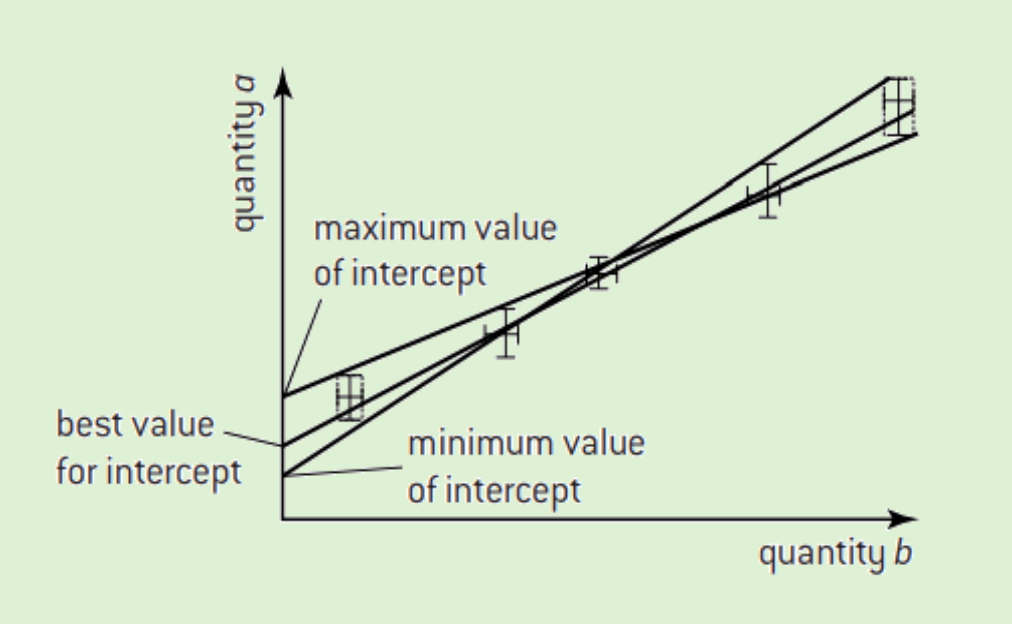 quantity a
maximum value
of intercept
best value
for intercept
minimum value
of intercept
quantity b